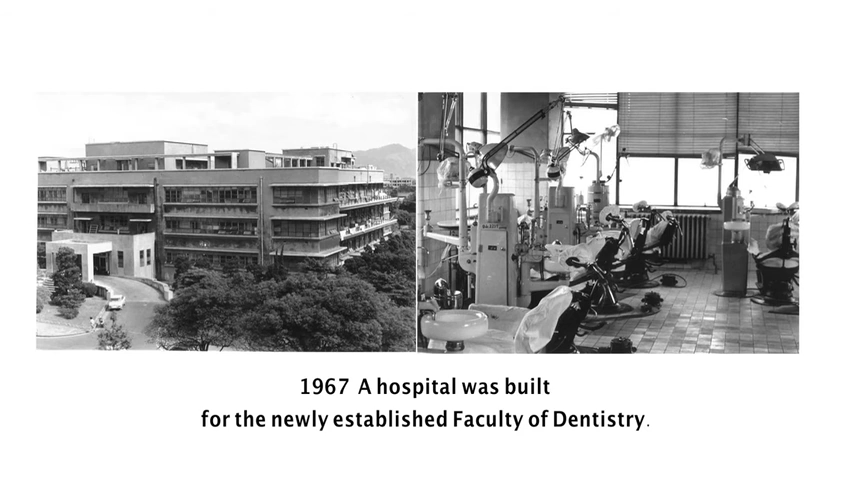 1967 A hospital was built
for the newly established Faculty of Dentistry.